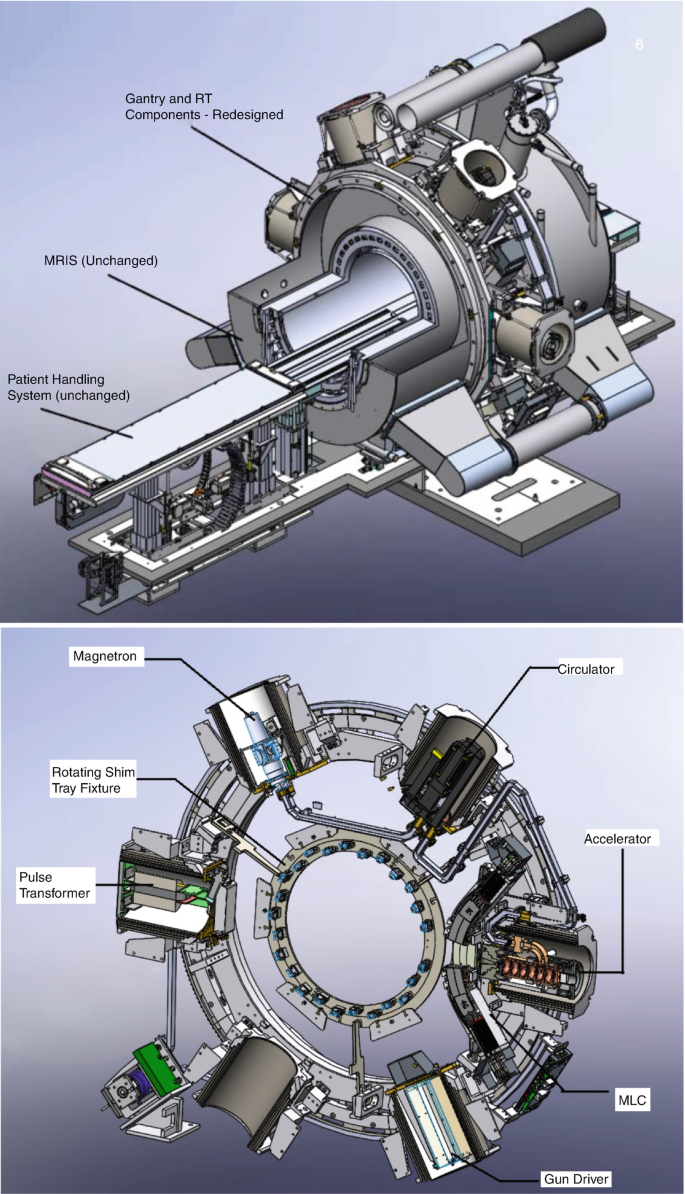 6
Gantry and RT
Components - Redesigned
MRIS (Unchanged)
Patient Handling
System (unchanged)
Magnetron
Circulator
Rotating Shim
Tray Fixture
Accelerator
Pulse
Transformer
MLC
Gun Driver